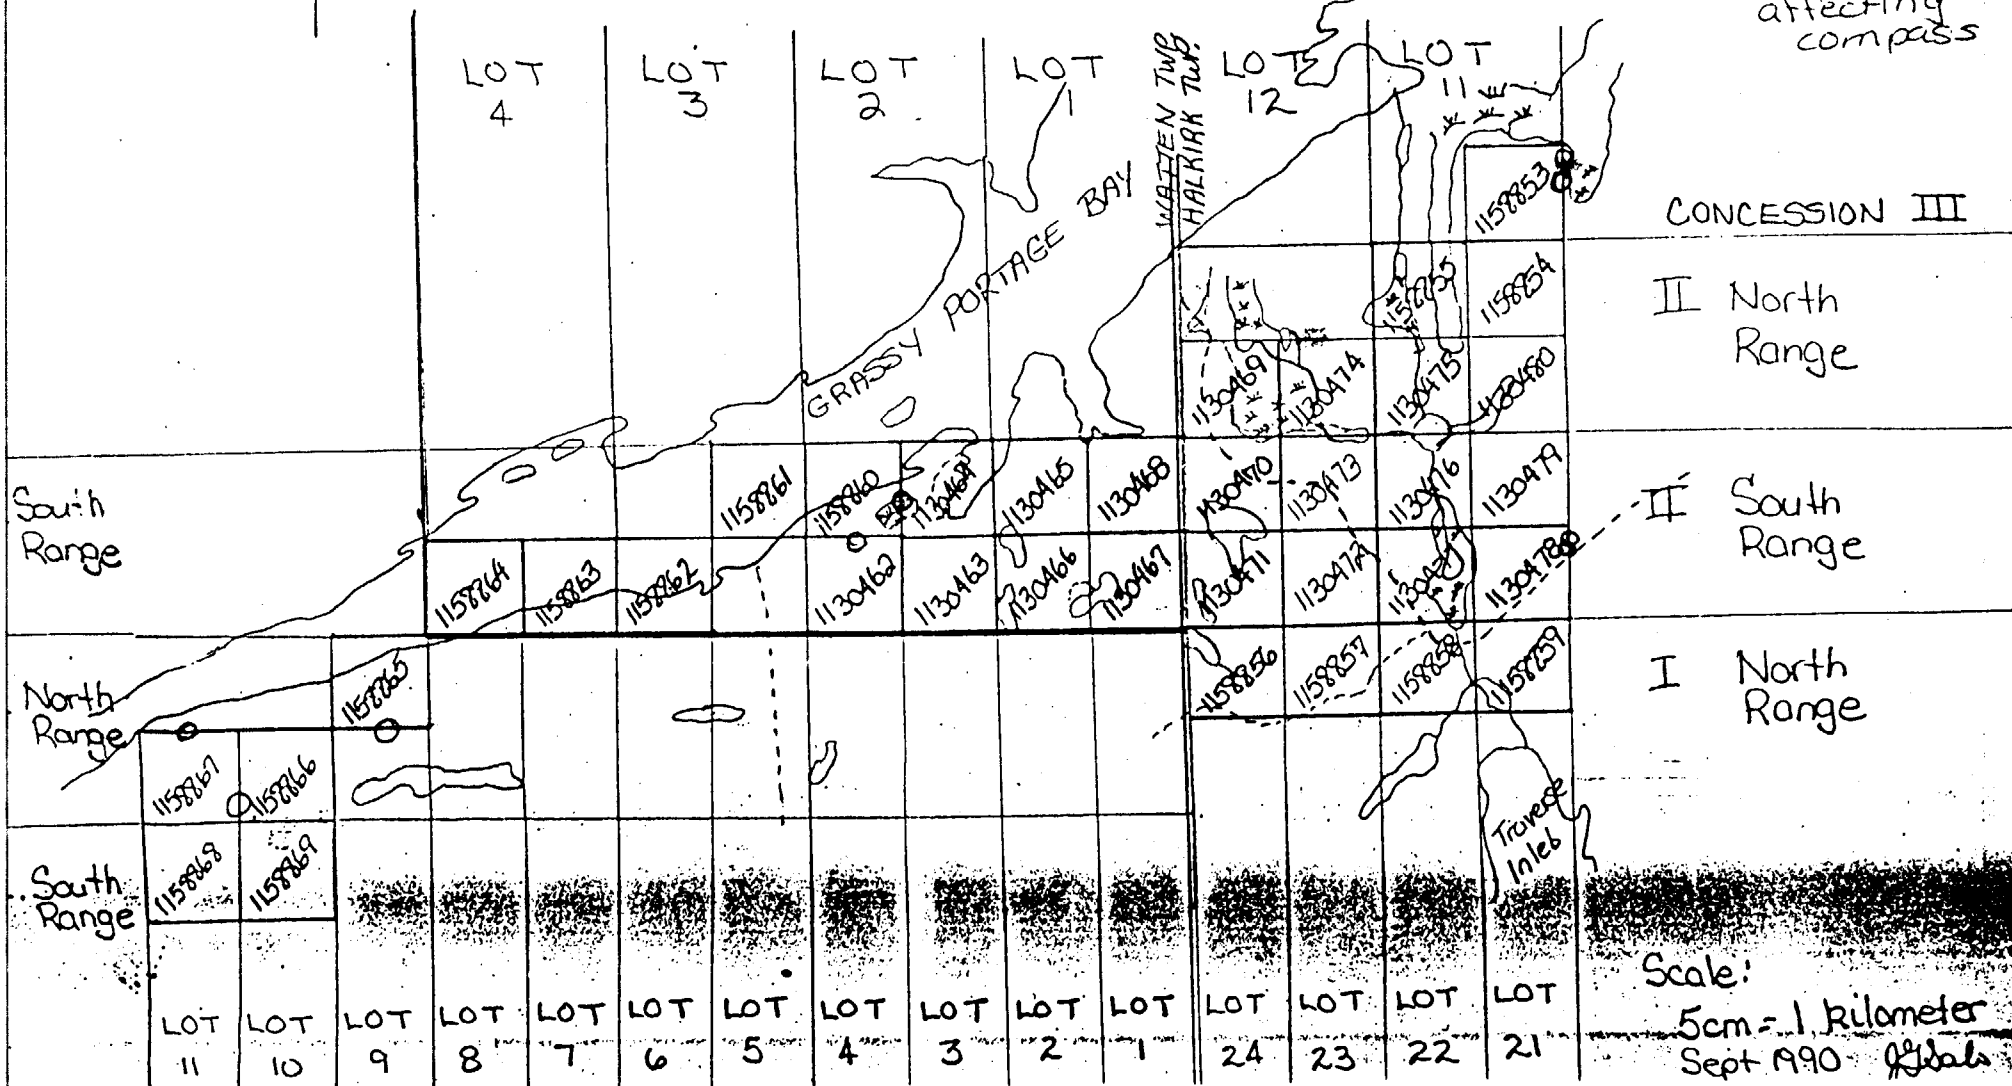 affecting
compass
LOT
4
LOT
3
LOT
2
LOT
1
WATTEN TWP.
HALKIRK TWP.
LOT
12
LOT
11
GRASSY PORTAGE BAY
1158853
CONCESSION III
1158855
1158854
II North
Range
1130469
1130474
1130475
1130480
South
Range
1158861
1158860
1130464
1130465
1130468
1130470
1130473
1130476
1130479
II South
Range
1158864
1158863
1158862
1130462
1130463
1130466
1130467
1130471
1130472
1130477
1130478
North
Range
1158865
1158856
1158857
1158858
1158859
I North
Range
1158867
1158866
Traverse
Inlet
South
Range
1158868
1158869
Scale:
5cm = 1 kilometer
Sept 1990
LOT
11
LOT
10
LOT
9
LOT
8
LOT
7
LOT
6
LOT
5
LOT
4
LOT
3
LOT
2
LOT
1
LOT
24
LOT
23
LOT
22
LOT
21